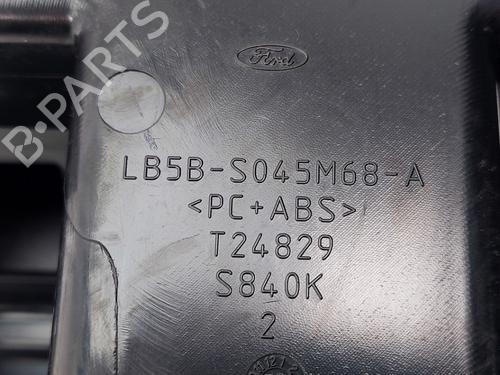 Ford
B-PARTS
LB5B-S045M68-A
<PC+ABS>
T24829
S840K
2